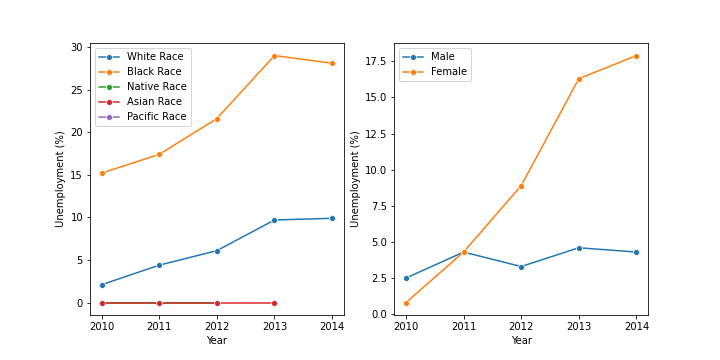 30
25
20
15
10
5
0
Unemployment (%)
White Race
Black Race
Native Race
Asian Race
Pacific Race
2010 2011 2012 2013 2014
Year
17.5
15.0
12.5
10.0
7.5
5.0
2.5
0.0
Unemployment (%)
Male
Female
2010 2011 2012 2013 2014
Year